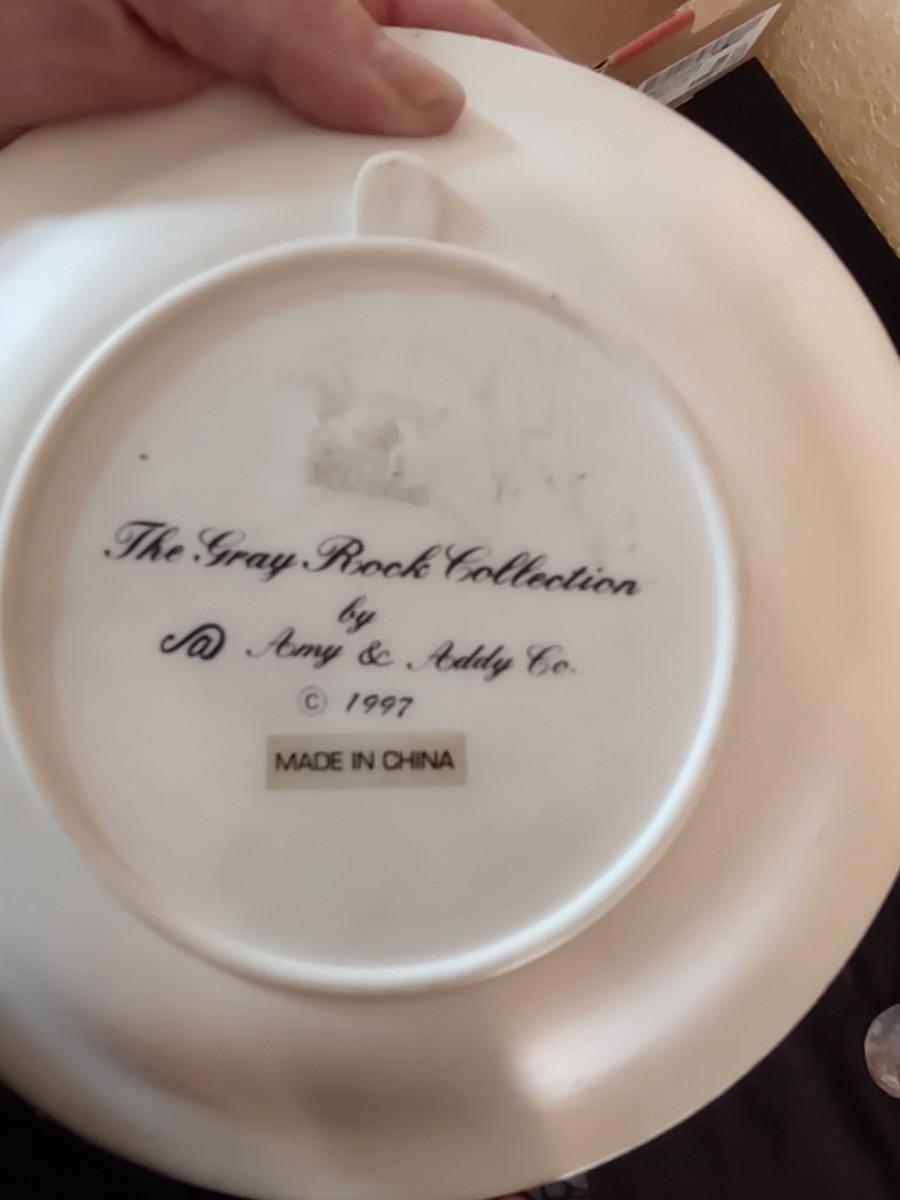 The Gray Rock Collection
by
Amy & Addy Co.
© 1997
MADE IN CHINA